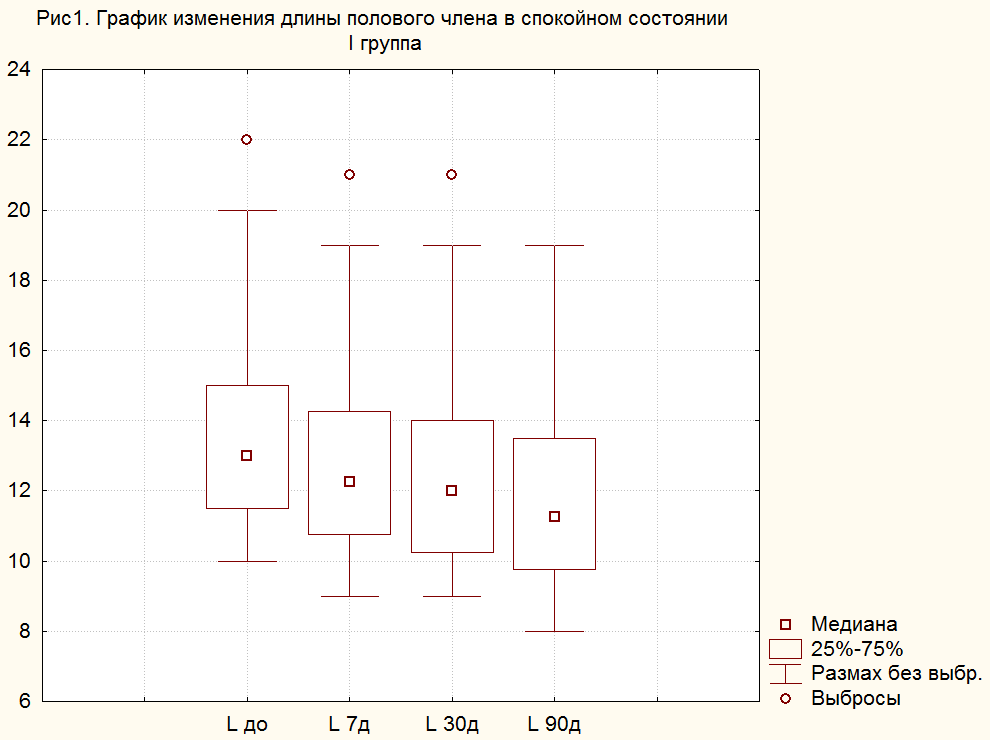 Рис1. График изменения длины полового члена в спокойном состоянии
I группа
24
22
20
18
16
14
12
10
8
6
L до L 7д L 30д L 90д
Медиана
25%-75%
Размах без выбр.
Выбросы